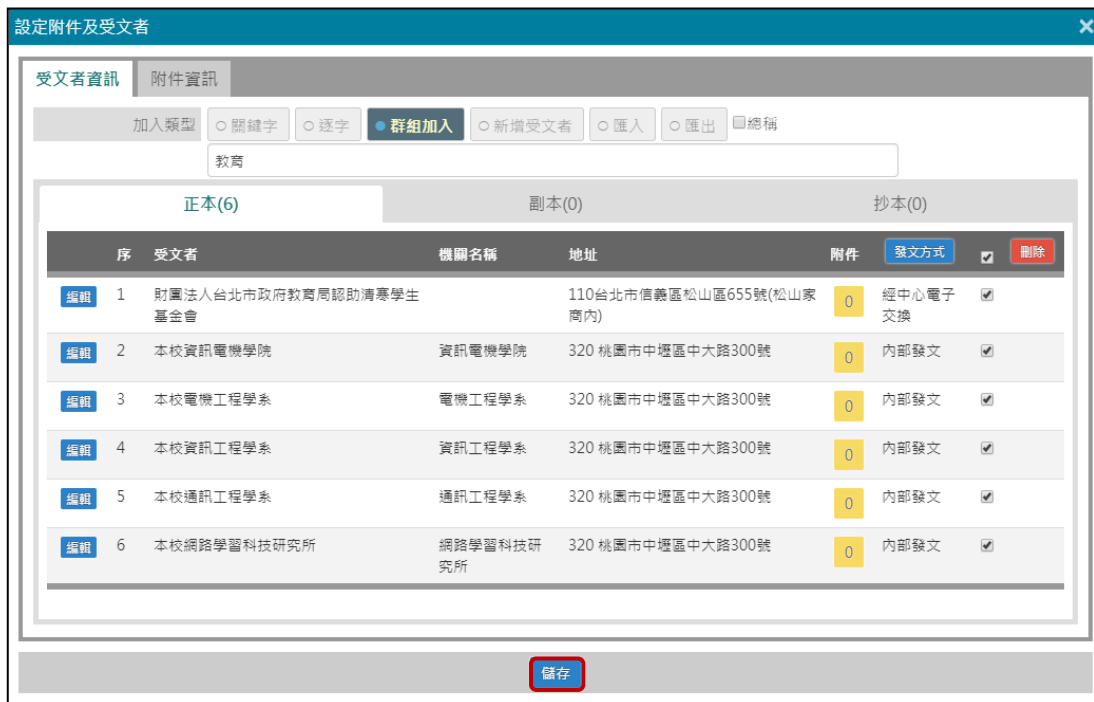 設定附件及受文者 ×
受文者資訊 附件資訊
加入類型 關鍵字 逐字 群組加入 新增受文者 匯入 匯出 總稱
教育
正本(6) 副本(0) 抄本(0)
序 受文者 機關名稱 地址 附件 發文方式 刪除
編輯 1 財團法人台北市政府教育局認助清寒學生 110台北市信義區松山區655號(松山家 0 經中心電子
基金會 商內) 交換
編輯 2 本校資訊電機學院 資訊電機學院 320 桃園市中壢區中大路300號 0 內部發文
編輯 3 本校電機工程學系 電機工程學系 320 桃園市中壢區中大路300號 0 內部發文
編輯 4 本校資訊工程學系 資訊工程學系 320 桃園市中壢區中大路300號 0 內部發文
編輯 5 本校通訊工程學系 通訊工程學系 320 桃園市中壢區中大路300號 0 內部發文
編輯 6 本校網路學習科技研究所 網路學習科技研 320 桃園市中壢區中大路300號 0 內部發文
究所
儲存